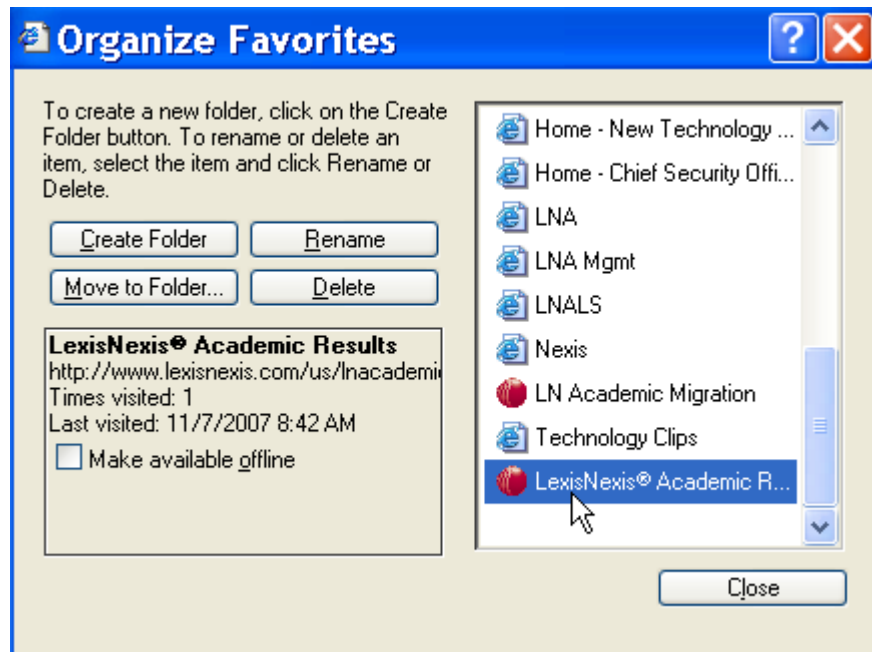 Organize Favorites
To create a new folder, click on the Create
Folder button. To rename or delete an
item, select the item and click Rename or
Delete.
Create Folder
Rename
Move to Folder...
Delete
LexisNexis® Academic Results
http://www.lexisnexis.com/us/lnacademi
Times visited: 1
Last visited: 11/7/2007 8:42 AM
Make available offline
Home - New Technology ...
Home - Chief Security Offi...
LNA
LNA Mgmt
LNALS
Nexis
LN Academic Migration
Technology Clips
LexisNexis® Academic R...
Close